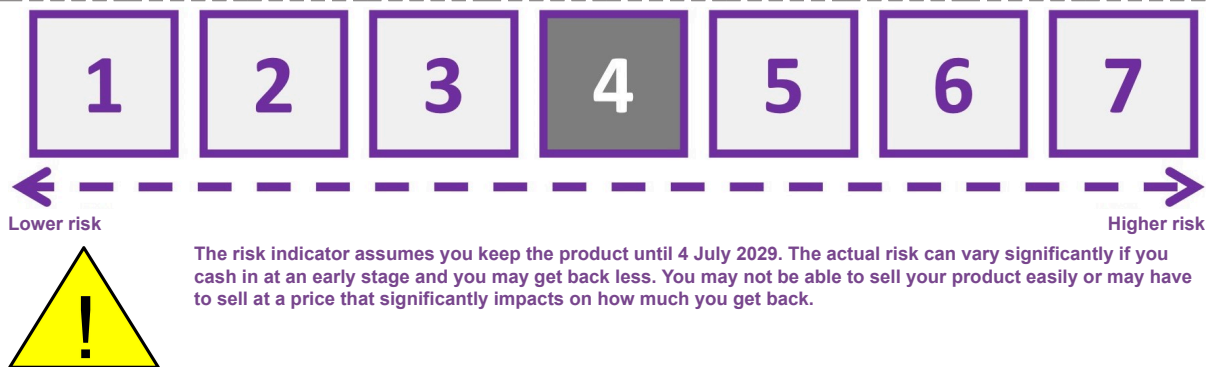 1 2 3 4 5 6 7
Lower risk Higher risk
The risk indicator assumes you keep the product until 4 July 2029. The actual risk can vary significantly if you
cash in at an early stage and you may get back less. You may not be able to sell your product easily or may have
to sell at a price that significantly impacts on how much you get back.
!